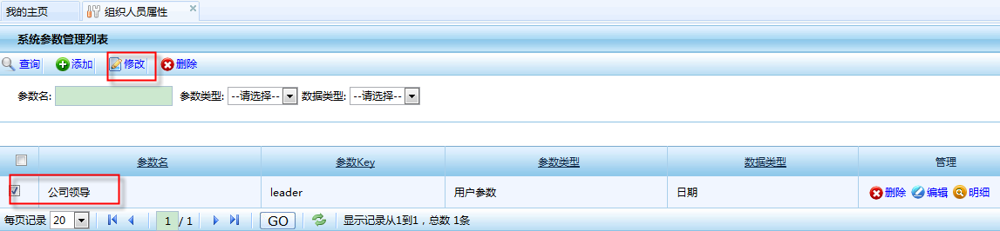 我的主页 组织人员属性
系统参数管理列表
查询 添加 修改 删除
参数名: 参数类型: --请选择-- 数据类型: --请选择--
参数名 参数Key 参数类型 数据类型 管理
公司领导 leader 用户参数 日期 删除 编辑 明细
每页记录 20 1 / 1 GO 显示记录从1到1，总数 1条